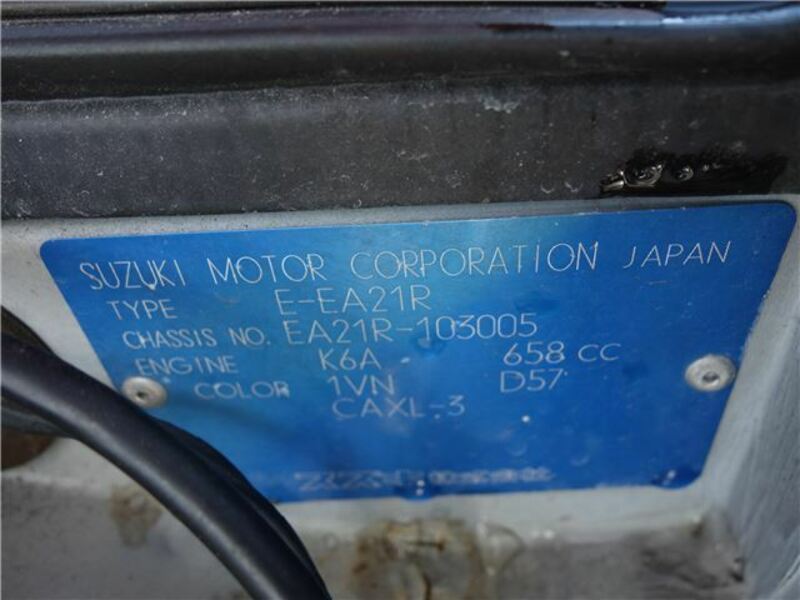 SUZUKI MOTOR CORPORATION JAPAN
TYPE E-EA21R
CHASSIS NO. EA21R-103005
ENGINE K6A 658 CC
COLOR 1VN D57
CAXL-3